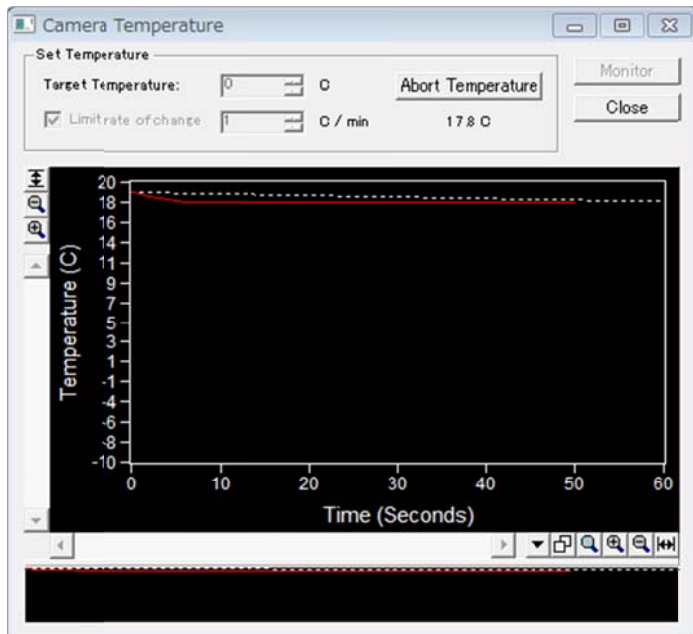 Camera Temperature
Set Temperature
Monitor
Target Temperature: 0 C Abort Temperature
Close
Limit rate of change 1 C / min 17.8 C
20
18
16
14
11
9
7
5
3
1
-1
-4
-6
-8
-10
Temperature (C)
0 10 20 30 40 50 60
Time (Seconds)